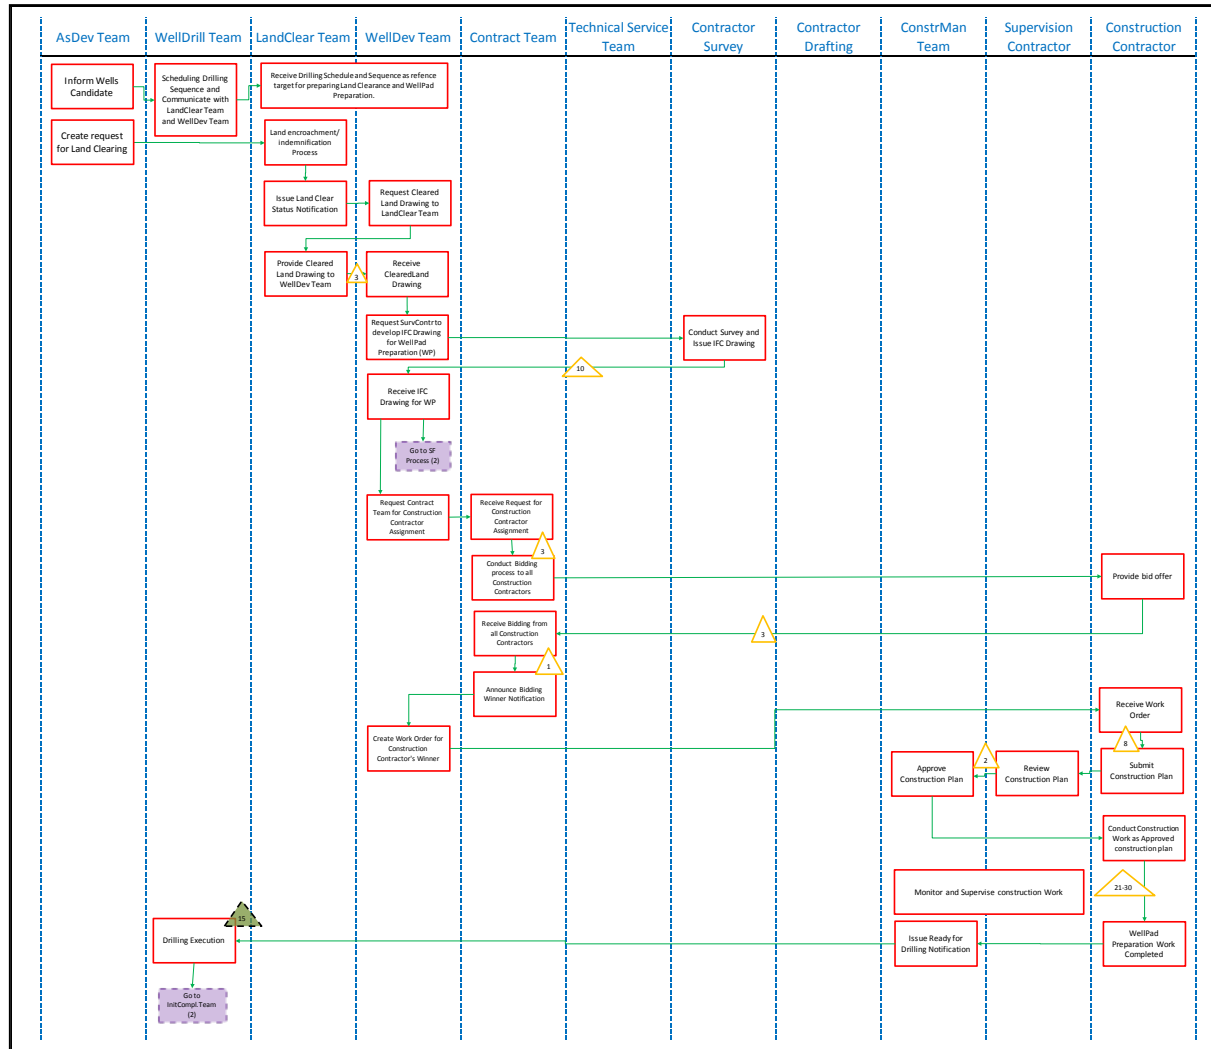 AsDev Team
WellDrill Team
LandClear Team
WellDev Team
Contract Team
Technical Service
Team
Contractor
Survey
Contractor
Drafting
ConstrMan
Team
Supervision
Contractor
Construction
Contractor
Inform Wells
Candidate
Scheduling Drilling
Sequence and
Communicate with
LandClear Team
and WellDev Team
Receive Drilling Schedule and Sequence as refence
target for preparing Land Clearance and WellPad
Preparation.
Create request
for Land Clearing
Land encroachment/
indemnification
Process
Issue Land Clear
Status Notification
Request Cleared
Land Drawing to
LandClear Team
Provide Cleared
Land Drawing to
WellDev Team
3
Receive
ClearedLand
Drawing
Request SurvContr to
develop IFC Drawing
for WellPad
Preparation (WP)
Conduct Survey and
Issue IFC Drawing
10
Receive IFC
Drawing for WP
Go to SF
Process (2)
Request Contract
Team for Construction
Contractor
Assignment
Receive Request for
Construction
Contractor
Assignment
3
Conduct Bidding
process to all
Construction
Contractors
Provide bid offer
Receive Bidding from
all Construction
Contractors
3
1
Announce Bidding
Winner Notification
Create Work Order for
Construction
Contractor's Winner
Receive Work
Order
8
Submit
Construction Plan
2
Review
Construction Plan
Approve
Construction Plan
Conduct Construction
Work as Approved
construction plan
Monitor and Supervise construction Work
21-30
WellPad
Preparation Work
Completed
Issue Ready for
Drilling Notification
15
Drilling Execution
Go to
InitCompl.Team
(2)